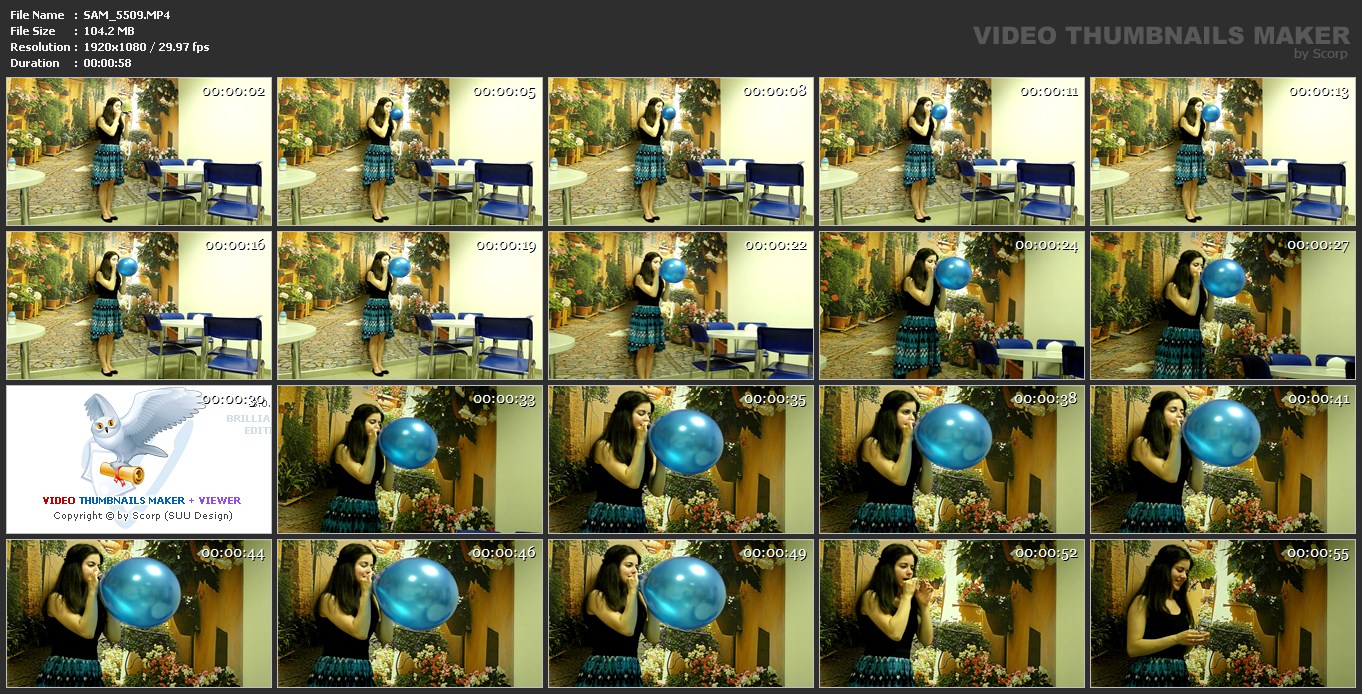 File Name : SAM_5509.MP4
File Size : 104.2 MB
Resolution : 1920x1080 / 29.97 fps
Duration : 00:00:58
VIDEO THUMBNAILS MAKER
by Scorp
00:00:02
00:00:05
00:00:08
00:00:11
00:00:13
00:00:16
00:00:19
00:00:22
00:00:24
00:00:27
00:00:30
BRILLIA
EDIT
VIDEO THUMBNAILS MAKER + VIEWER
Copyright © by Scorp (SUU Design)
00:00:33
00:00:35
00:00:38
00:00:41
00:00:44
00:00:46
00:00:49
00:00:52
00:00:55